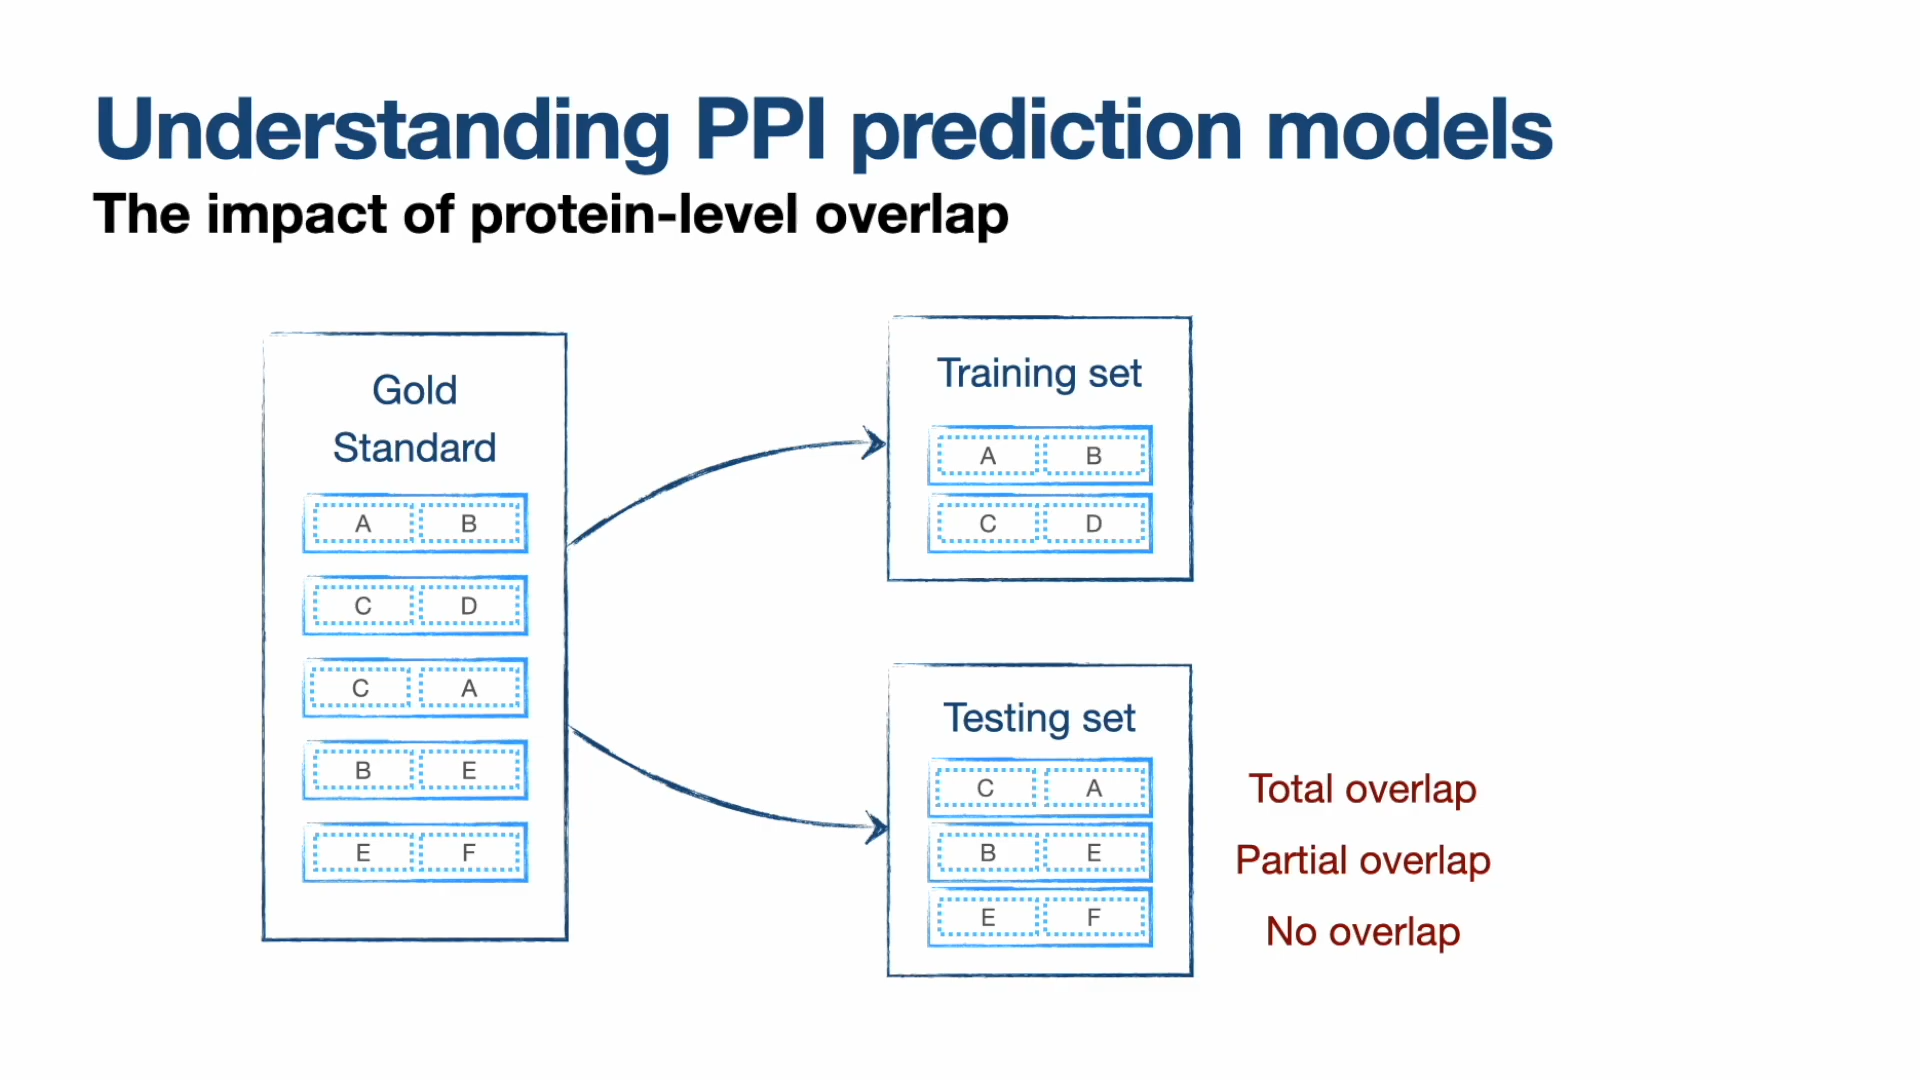 Understanding PPI prediction models
The impact of protein-level overlap
Gold
Standard
A B
C D
C A
B E
E F
Training set
A B
C D
Testing set
C A
B E
E F
Total overlap
Partial overlap
No overlap